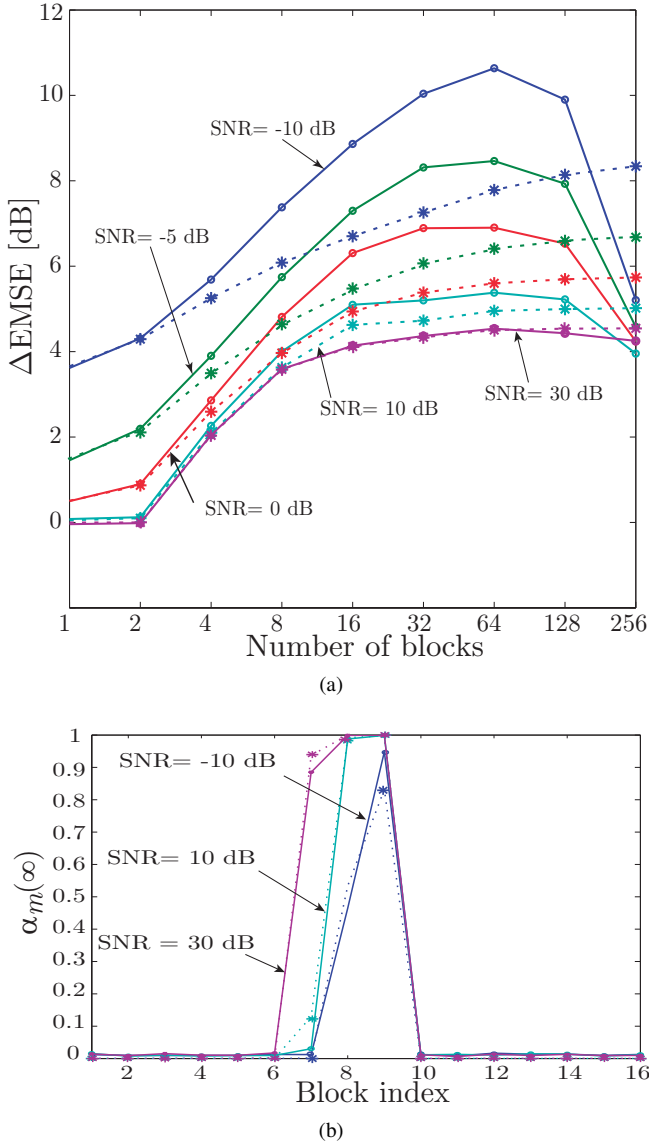 12
10
8
6
4
2
0
ΔEMSE [dB]
SNR= -10 dB
SNR= -5 dB
SNR= 0 dB
SNR= 10 dB
SNR= 30 dB
1 2 4 8 16 32 64 128 256
Number of blocks
(a)
1
0.9
0.8
0.7
0.6
0.5
0.4
0.3
0.2
0.1
0
αm(∞)
SNR= -10 dB
SNR= 10 dB
SNR = 30 dB
2 4 6 8 10 12 14 16
Block index
(b)